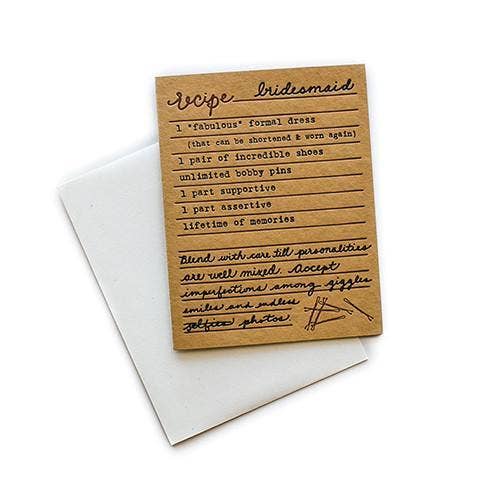 recipe bridesmaid
1 "fabulous" formal dress
(that can be shortened & worn again)
1 pair of incredible shoes
unlimited bobby pins
1 part supportive
1 part assertive
lifetime of memories
Blend with care till personalities
are well mixed. Accept
imperfections among giggles
smiles and endless
selfies photos.